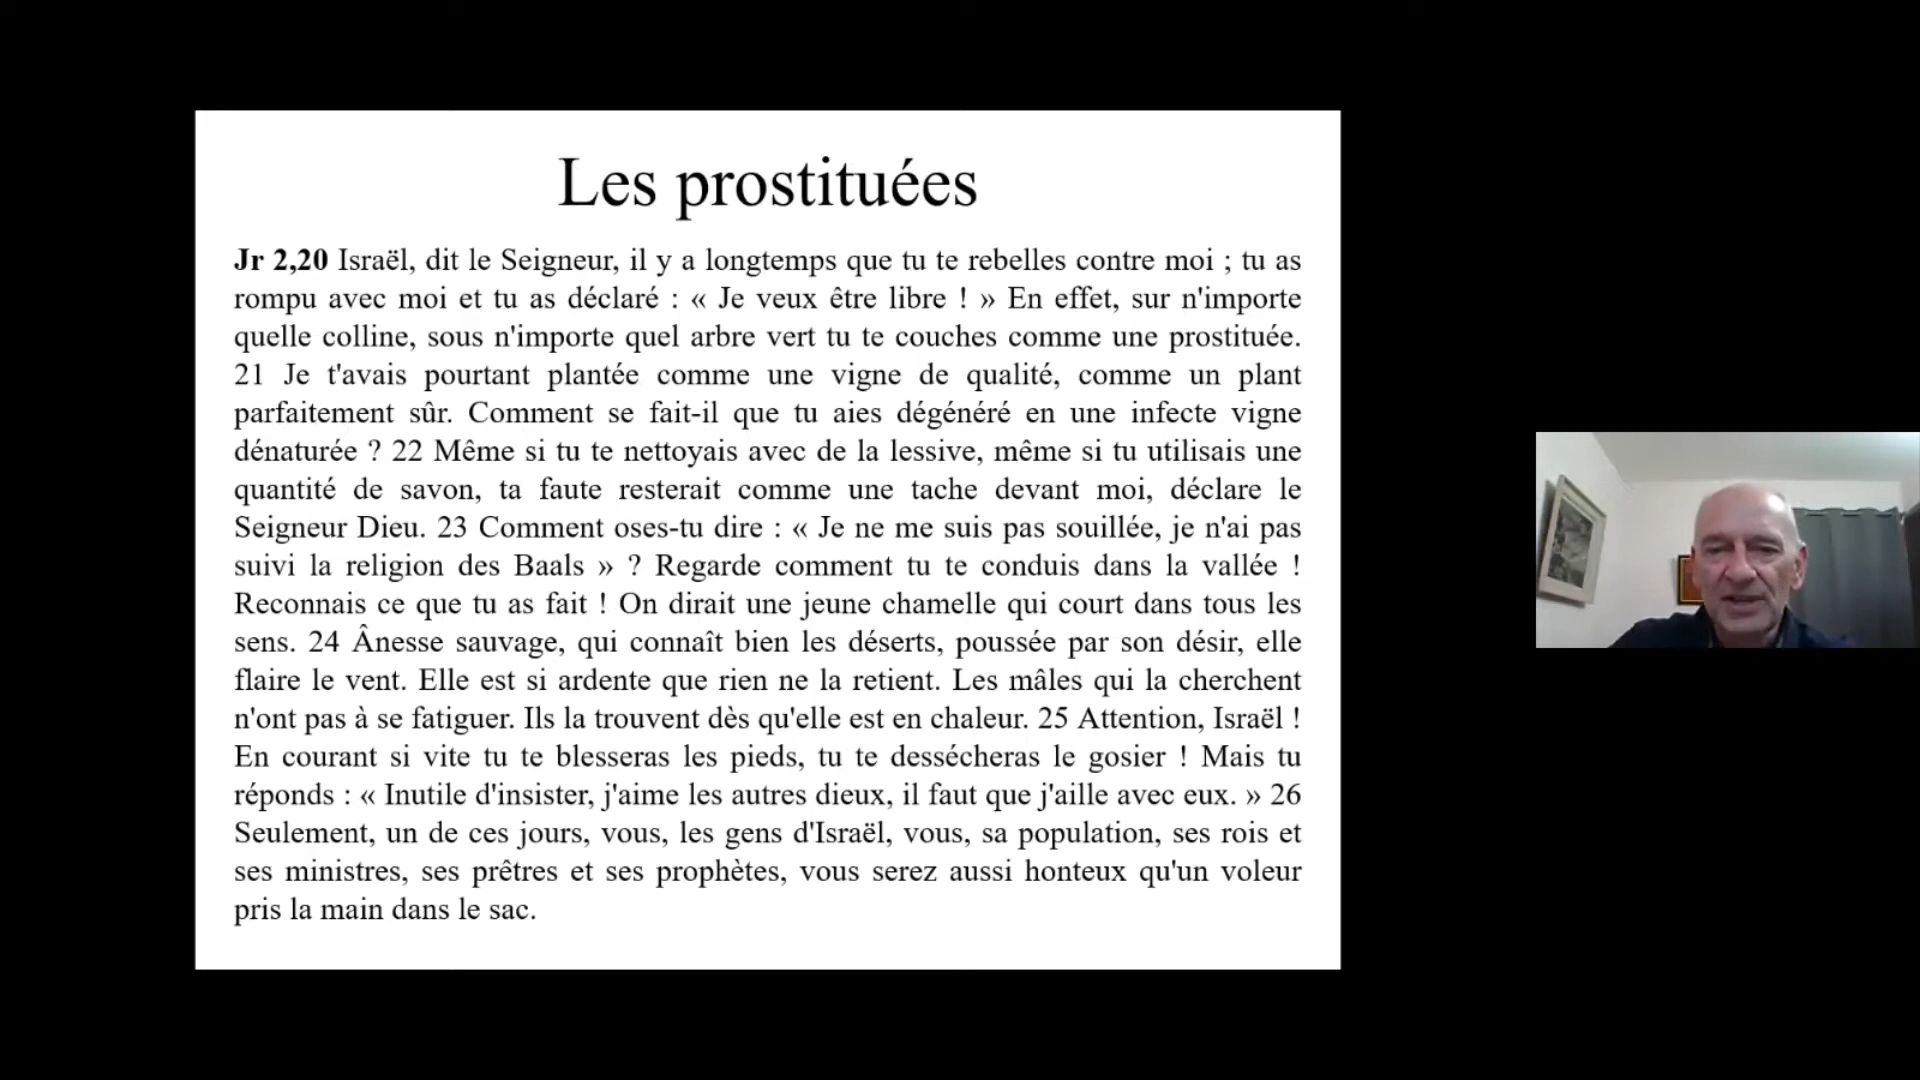 Les prostituées
Jr 2,20 Israël, dit le Seigneur, il y a longtemps que tu te rebelles contre moi ; tu as
rompu avec moi et tu as déclaré : « Je veux être libre ! » En effet, sur n'importe
quelle colline, sous n'importe quel arbre vert tu te couches comme une prostituée.
21 Je t'avais pourtant plantée comme une vigne de qualité, comme un plant
parfaitement sûr. Comment se fait-il que tu aies dégénéré en une infecte vigne
dénaturée ? 22 Même si tu te nettoyais avec de la lessive, même si tu utilisais une
quantité de savon, ta faute resterait comme une tache devant moi, déclare le
Seigneur Dieu. 23 Comment oses-tu dire : « Je ne me suis pas souillée, je n'ai pas
suivi la religion des Baals » ? Regarde comment tu te conduis dans la vallée !
Reconnais ce que tu as fait ! On dirait une jeune chamelle qui court dans tous les
sens. 24 Ânesse sauvage, qui connaît bien les déserts, poussée par son désir, elle
flaire le vent. Elle est si ardente que rien ne la retient. Les mâles qui la cherchent
n'ont pas à se fatiguer. Ils la trouvent dès qu'elle est en chaleur. 25 Attention, Israël !
En courant si vite tu te blesseras les pieds, tu te dessécheras le gosier ! Mais tu
réponds : « Inutile d'insister, j'aime les autres dieux, il faut que j'aille avec eux. » 26
Seulement, un de ces jours, vous, les gens d'Israël, vous, sa population, ses rois et
ses ministres, ses prêtres et ses prophètes, vous serez aussi honteux qu'un voleur
pris la main dans le sac.